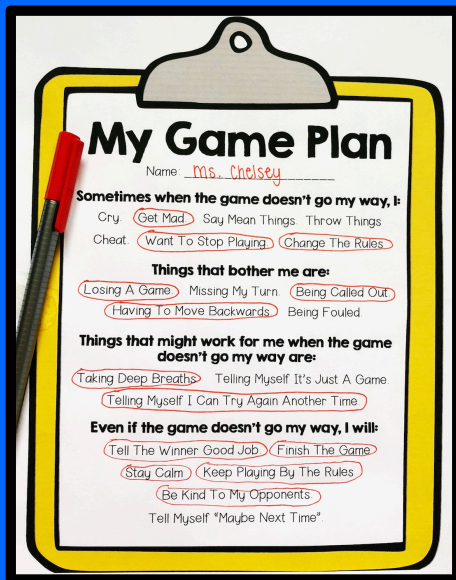 My Game Plan
Name: Ms. Chelsey
Sometimes when the game doesn't go my way, I:
Cry. Get Mad. Say Mean Things. Throw Things
Cheat. Want To Stop Playing. Change The Rules.
Things that bother me are:
Losing A Game. Missing My Turn. Being Called Out.
Having To Move Backwards. Being Fouled.
Things that might work for me when the game
doesn't go my way are:
Taking Deep Breaths. Telling Myself It's Just A Game.
Telling Myself I Can Try Again Another Time.
Even if the game doesn't go my way, I will:
Tell The Winner Good Job. Finish The Game
Stay Calm Keep Playing By The Rules
Be Kind To My Opponents.
Tell Myself "Maybe Next Time".